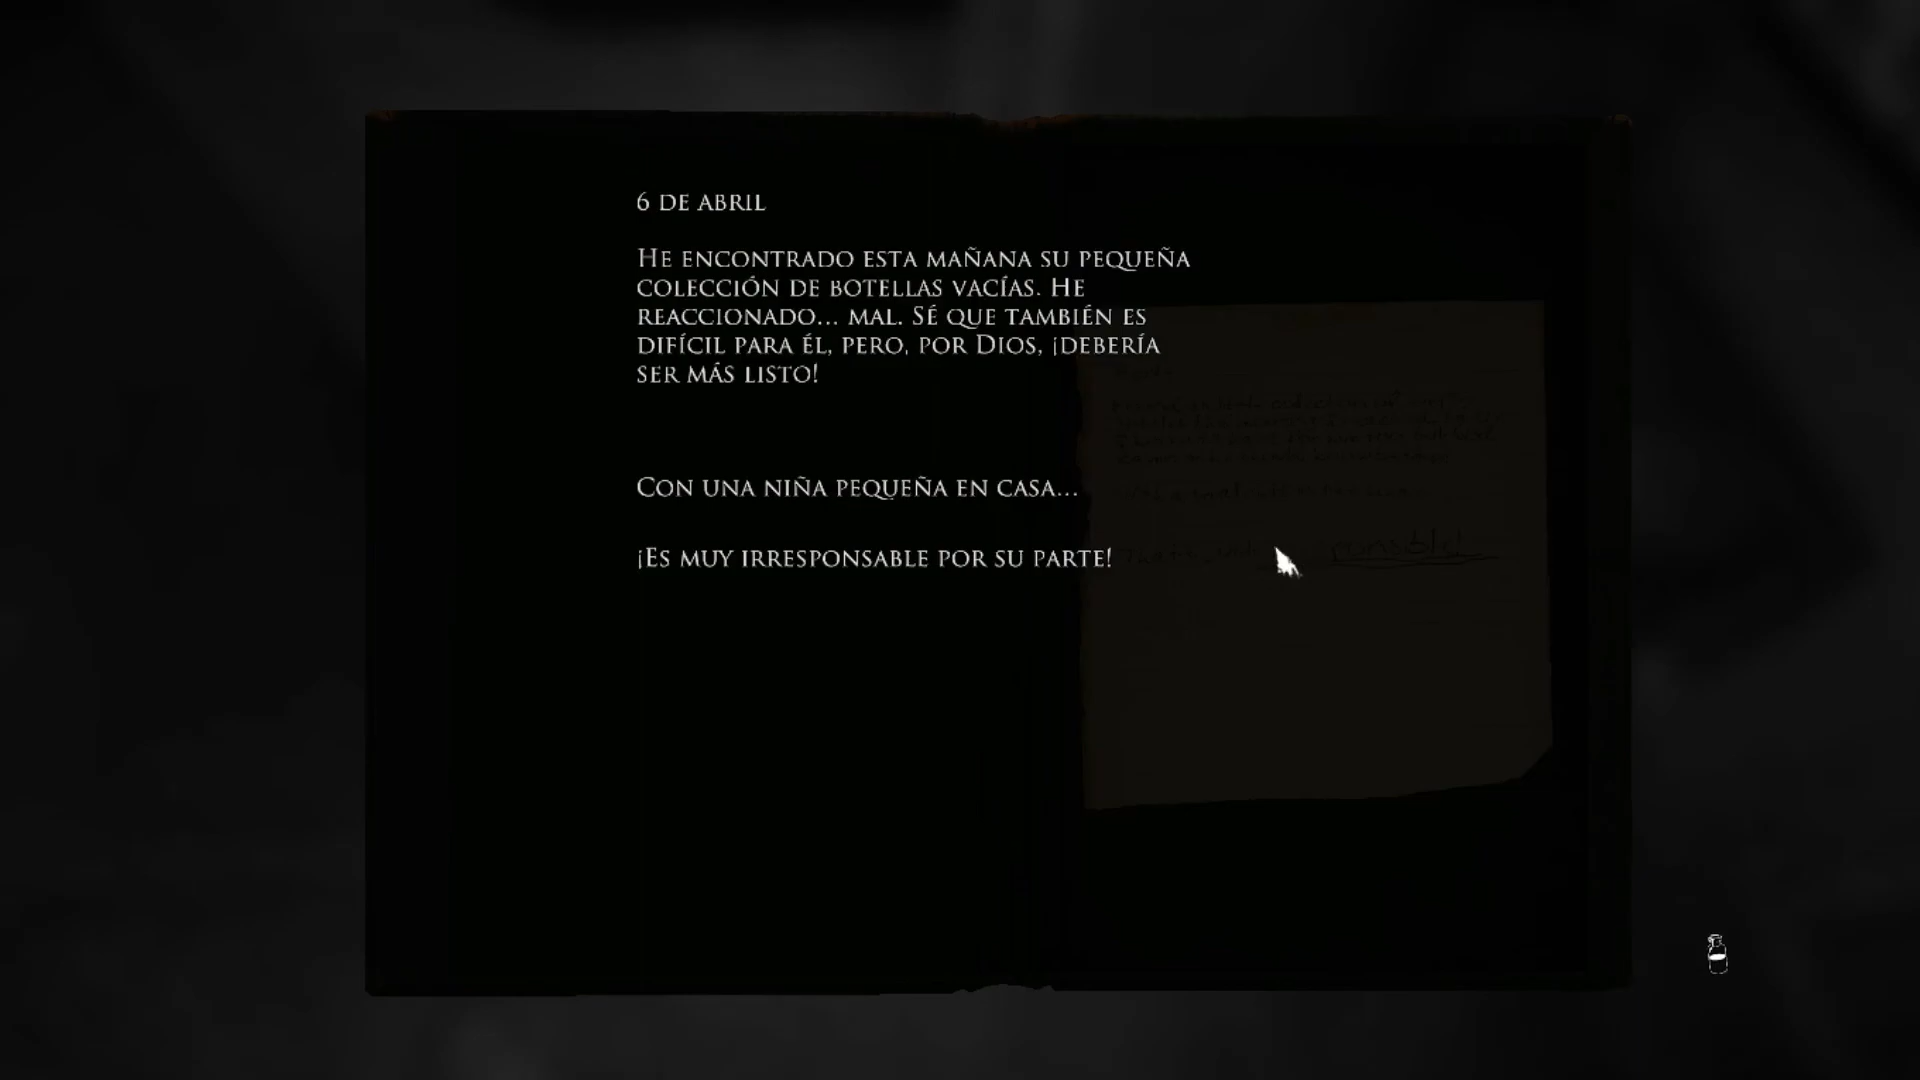 6 DE ABRIL
HE ENCONTRADO ESTA MAÑANA SU PEQUEÑA
COLECCIÓN DE BOTELLAS VACÍAS. HE
REACCIONADO... MAL. SÉ QUE TAMBIÉN ES
DIFÍCIL PARA ÉL, PERO, POR DIOS, ¡DEBERÍA
SER MÁS LISTO!
CON UNA NIÑA PEQUEÑA EN CASA...
¡ES MUY IRRESPONSABLE POR SU PARTE!